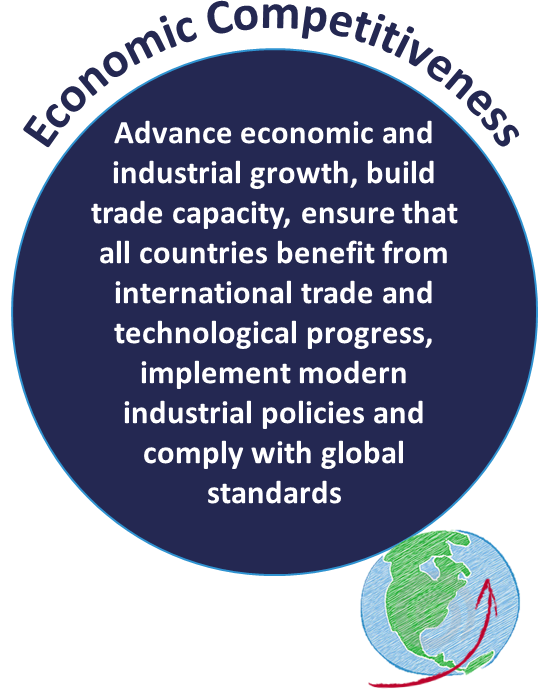 Economic Competitiveness
Advance economic and
industrial growth, build
trade capacity, ensure that
all countries benefit from
international trade and
technological progress,
implement modern
industrial policies and
comply with global
standards